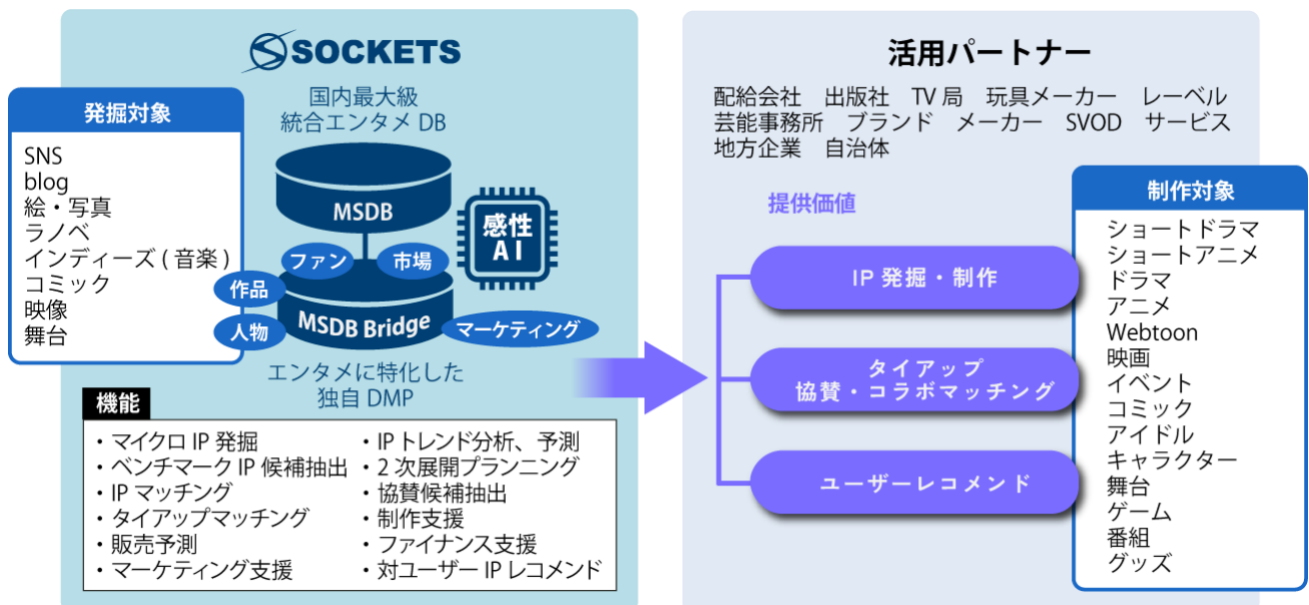 SOCKETS
国内最大級
統合エンタメ DB
発掘対象
SNS
blog
絵・写真
ラノベ
インディーズ ( 音楽 )
コミック
映像
舞台
MSDB
感性
AI
ファン
市場
作品
人物
MSDB Bridge
マーケティング
エンタメに特化した
独自 DMP
機能
・マイクロ IP 発掘
・ベンチマーク IP 候補抽出
・IP マッチング
・タイアップマッチング
・販売予測
・マーケティング支援
・IP トレンド分析、予測
・2 次展開プランニング
・協賛候補抽出
・制作支援
・ファイナンス支援
・対ユーザー IP レコメンド
活用パートナー
配給会社 出版社 TV 局 玩具メーカー レーベル
芸能事務所 ブランド メーカー SVOD サービス
地方企業 自治体
提供価値
IP 発掘・制作
タイアップ
協賛・コラボマッチング
ユーザーレコメンド
制作対象
ショートドラマ
ショートアニメ
ドラマ
アニメ
Webtoon
映画
イベント
コミック
アイドル
キャラクター
舞台
ゲーム
番組
グッズ